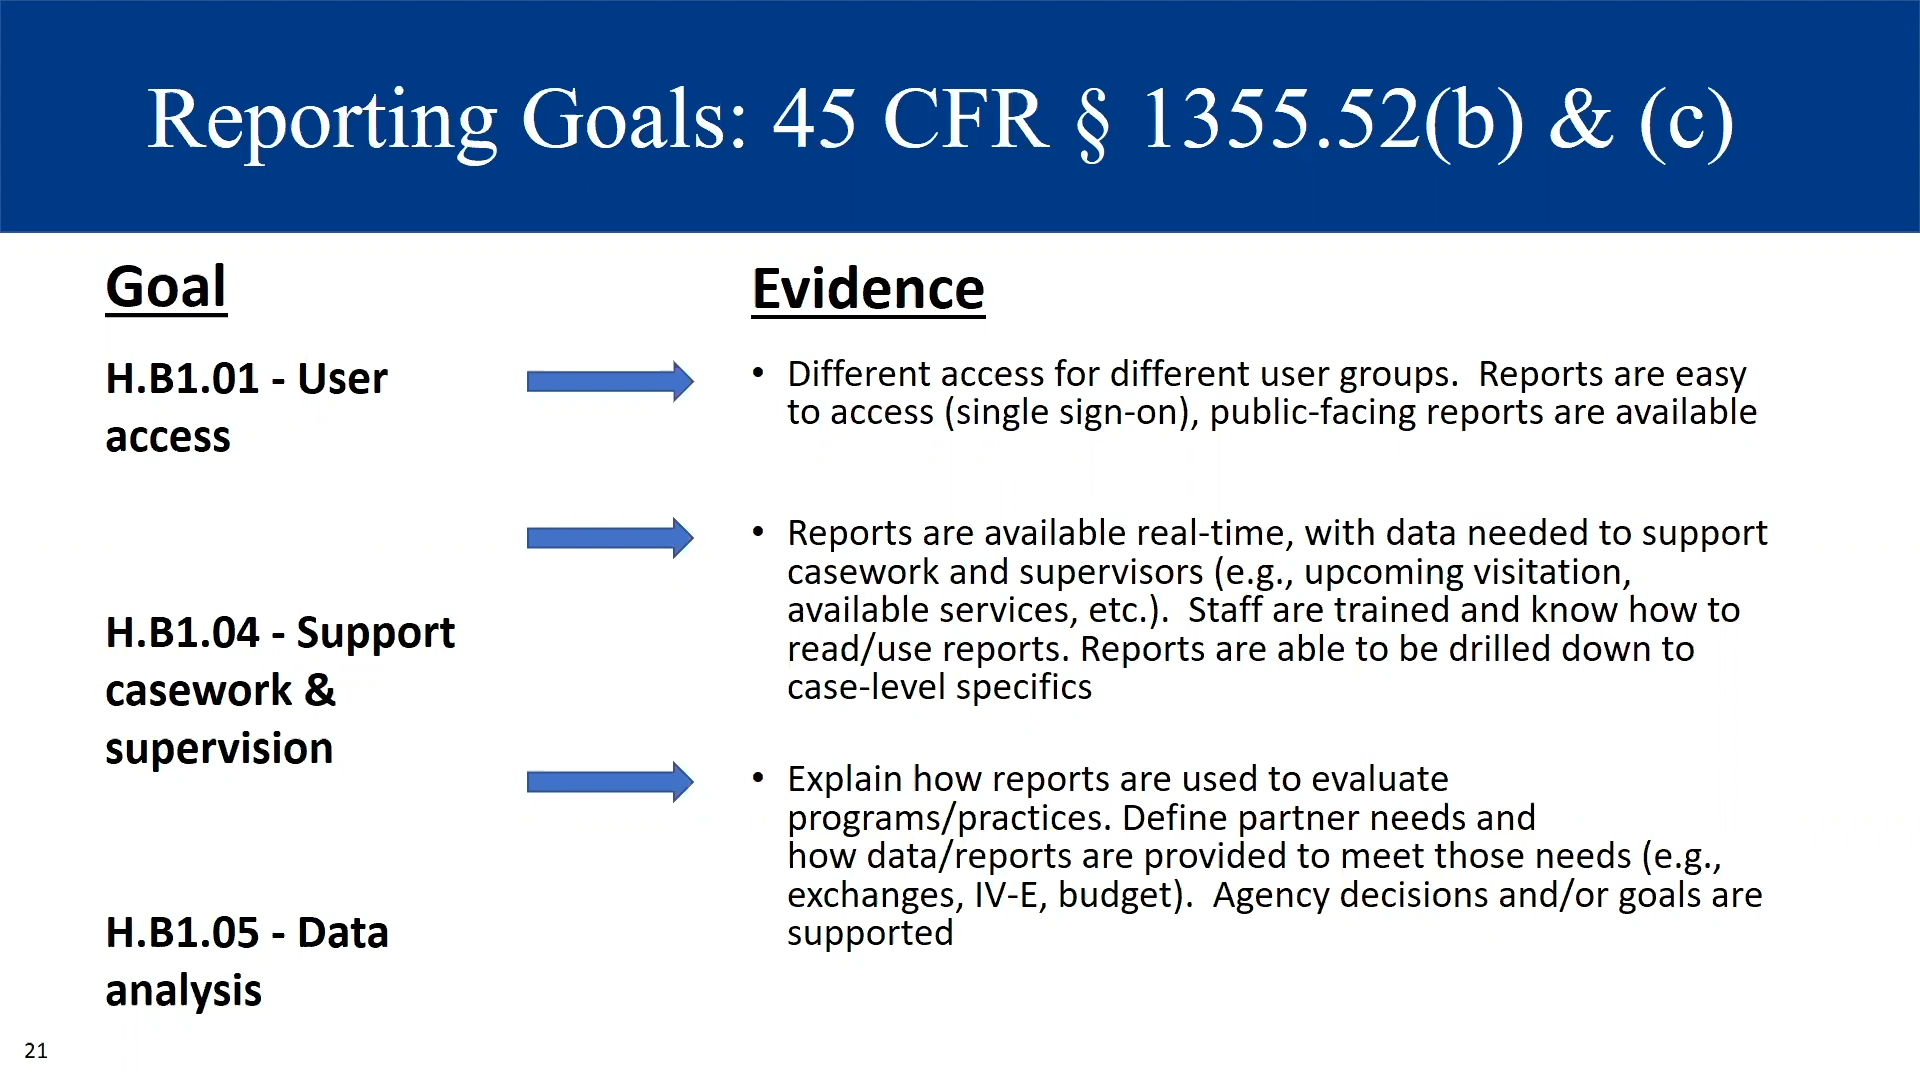 Reporting Goals: 45 CFR § 1355.52(b) & (c)
Goal
H.B1.01 - User
access
H.B1.04 - Support
casework &
supervision
H.B1.05 - Data
analysis
Evidence
• Different access for different user groups.  Reports are easy
to access (single sign-on), public-facing reports are available
• Reports are available real-time, with data needed to support
casework and supervisors (e.g., upcoming visitation,
available services, etc.).  Staff are trained and know how to
read/use reports. Reports are able to be drilled down to
case-level specifics
• Explain how reports are used to evaluate
programs/practices. Define partner needs and
how data/reports are provided to meet those needs (e.g.,
exchanges, IV-E, budget).  Agency decisions and/or goals are
supported
21